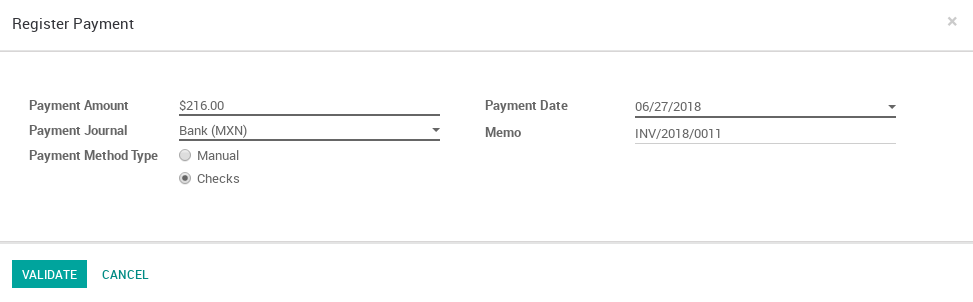 Register Payment ×
Payment Amount $216.00 Payment Date 06/27/2018
Payment Journal Bank (MXN) Memo INV/2018/0011
Payment Method Type Manual
Checks
VALIDATE CANCEL